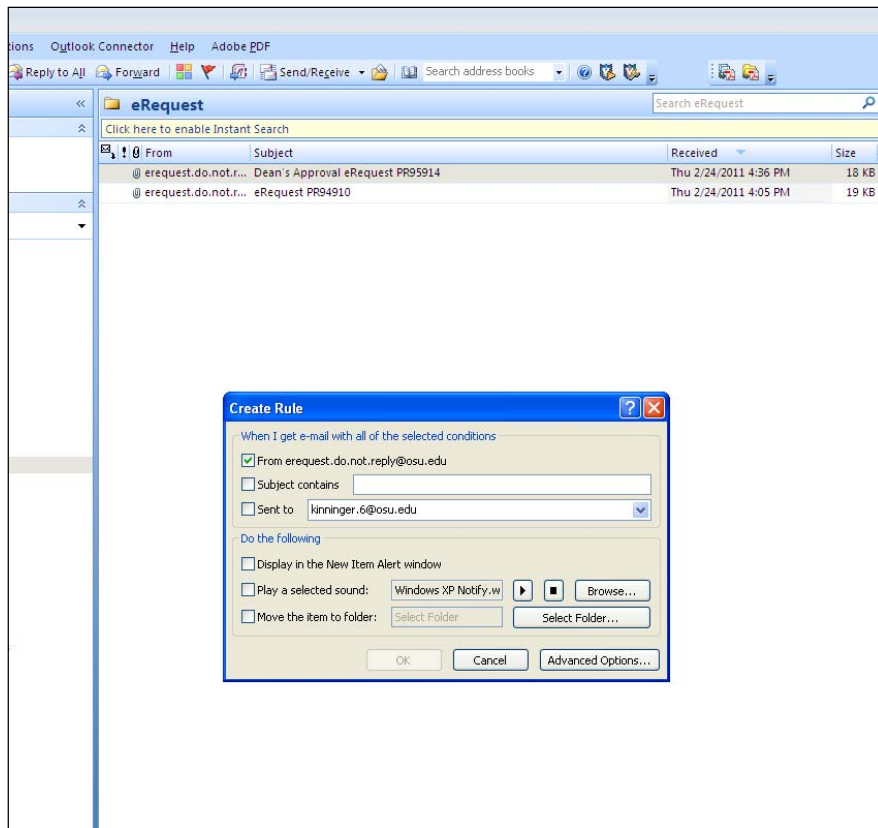 tions Outlook Connector Help Adobe PDF
Reply to All Forward Send/Receive Search address books
« eRequest Search eRequest
Click here to enable Instant Search
! From Subject Received Size
erequest.do.not.r... Dean's Approval eRequest PR95914 Thu 2/24/2011 4:36 PM 18 KB
erequest.do.not.r... eRequest PR94910 Thu 2/24/2011 4:05 PM 19 KB
Create Rule
When I get e-mail with all of the selected conditions
From erequest.do.not.reply@osu.edu
Subject contains
Sent to kinninger.6@osu.edu
Do the following
Display in the New Item Alert window
Play a selected sound: Windows XP Notify.w Browse...
Move the item to folder: Select Folder Select Folder...
OK Cancel Advanced Options...